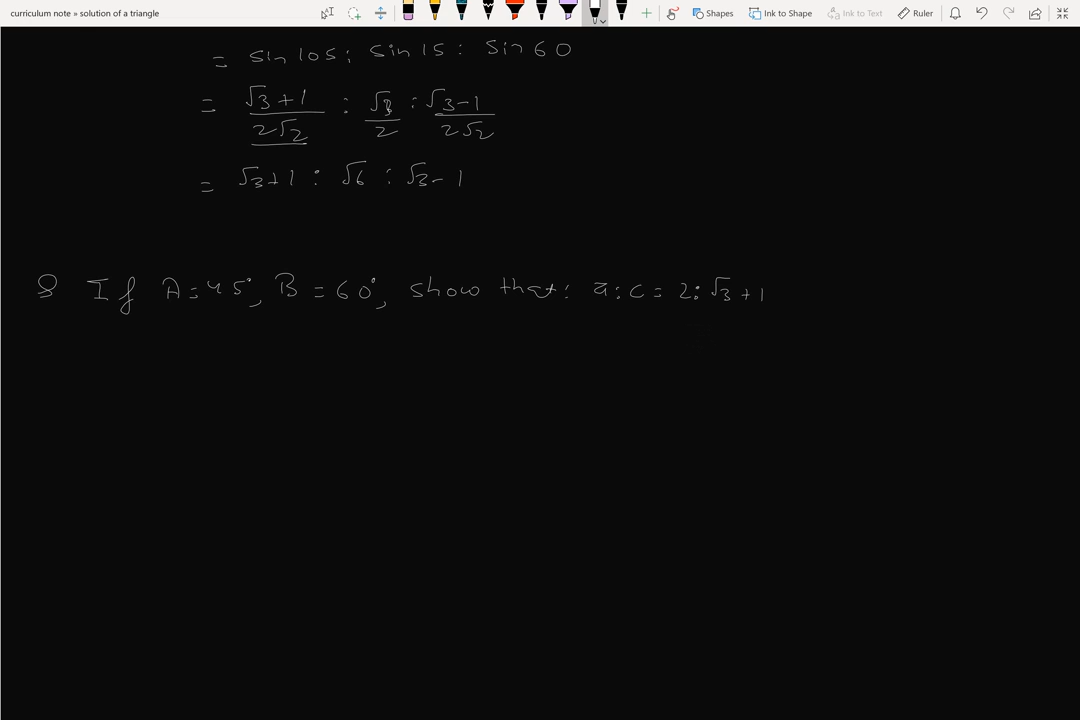 curriculum note » solution of a triangle
Shapes Ink to Shape Ink to Text Ruler
= sin 105 : sin 15 : sin 60
= √3+1/2√2 : √3/2 : √3-1/2√2
= √3+1 : √6 : √3-1
8 If A=45°, B=60°, show that: a:c = 2:√3+1